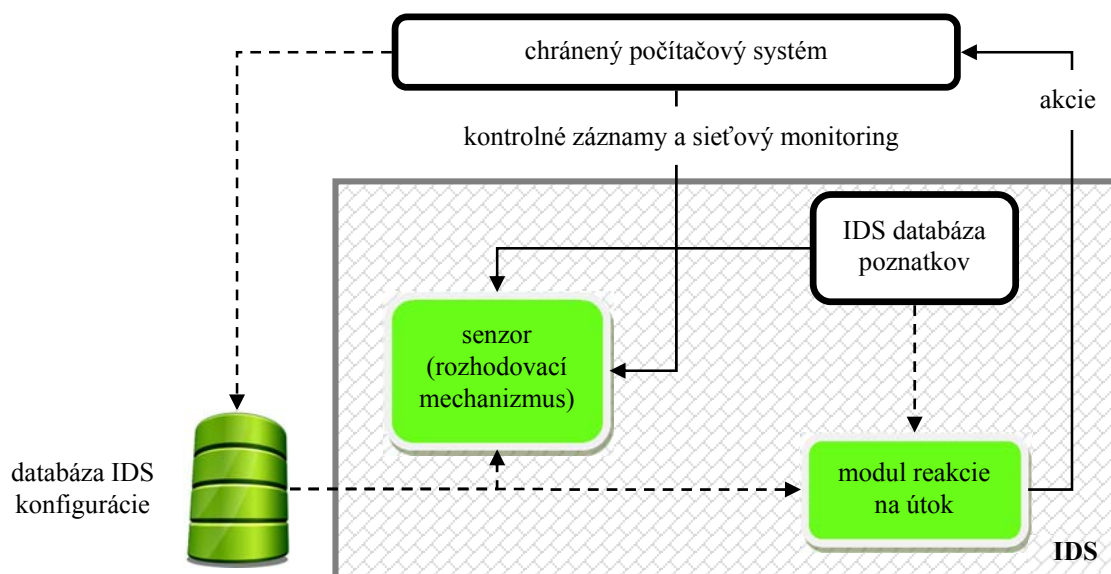 chránený počítačový systém
akcie
kontrolné záznamy a sieťový monitoring
IDS databáza
poznatkov
senzor
(rozhodovací
mechanizmus)
databáza IDS
konfigurácie
modul reakcie
na útok
IDS